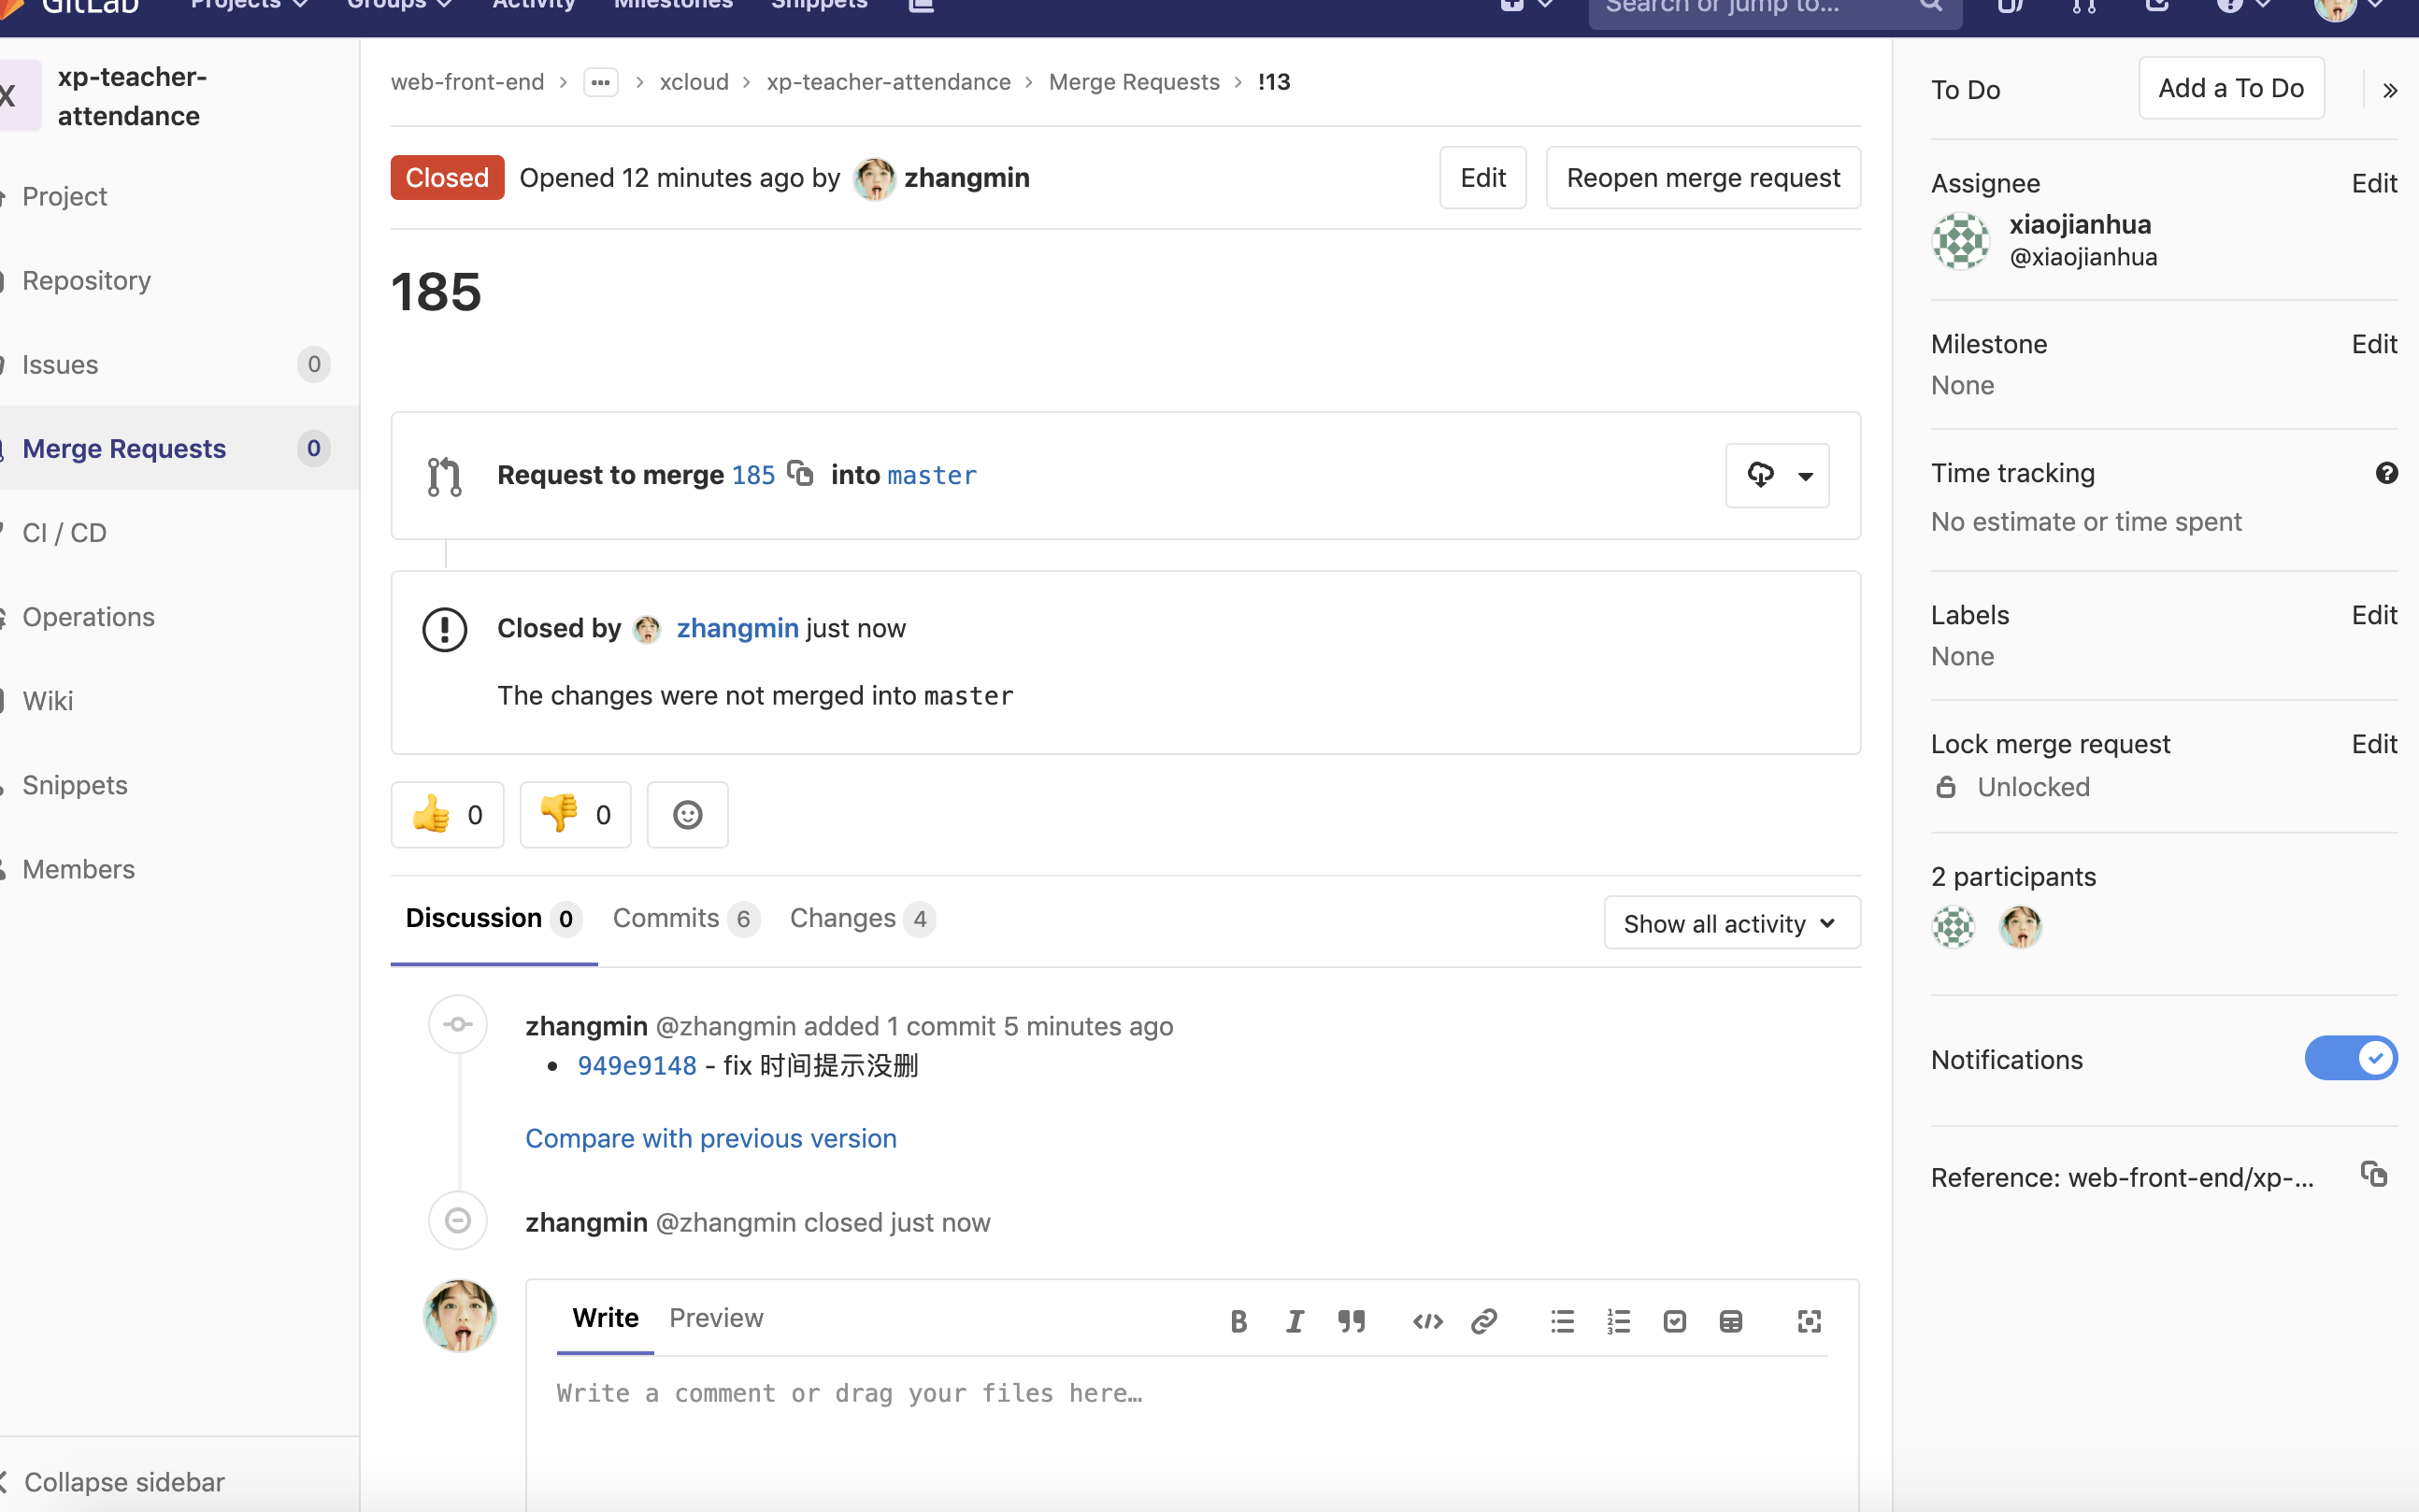 GitLab Projects Groups Activity Milestones Snippets Search or jump to...
X xp-teacher-
attendance
Project
Repository
Issues 0
Merge Requests 0
CI / CD
Operations
Wiki
Snippets
Members
Collapse sidebar
web-front-end › ... › xcloud › xp-teacher-attendance › Merge Requests › !13
Closed Opened 12 minutes ago by zhangmin Edit Reopen merge request
185
Request to merge 185 into master
Closed by zhangmin just now
The changes were not merged into master
👍 0 👎 0
Discussion 0 Commits 6 Changes 4 Show all activity
zhangmin @zhangmin added 1 commit 5 minutes ago
• 949e9148 - fix 时间提示没删
Compare with previous version
zhangmin @zhangmin closed just now
Write Preview
Write a comment or drag your files here…
To Do Add a To Do »
Assignee Edit
xiaojianhua
@xiaojianhua
Milestone Edit
None
Time tracking
No estimate or time spent
Labels Edit
None
Lock merge request Edit
Unlocked
2 participants
Notifications
Reference: web-front-end/xp-...